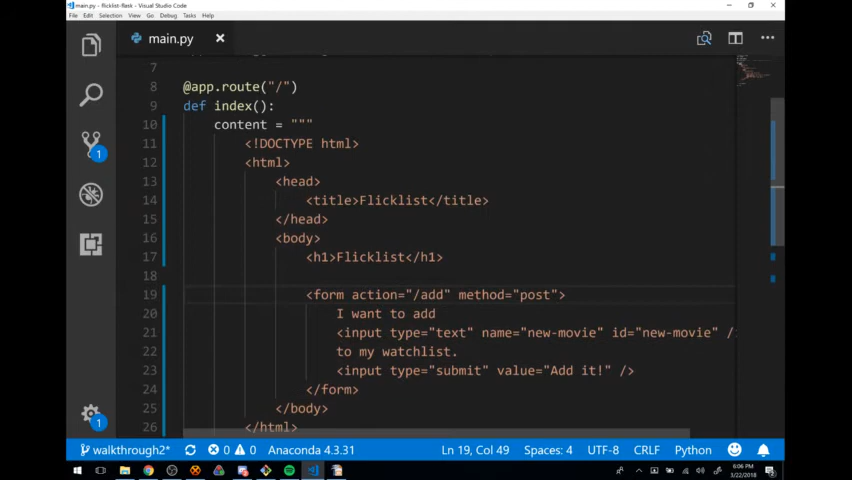 main.py - flicklist-flask - Visual Studio Code
File Edit Selection View Go Debug Tasks Help
main.py
7
8 @app.route("/")
9 def index():
10 content = """
11 <!DOCTYPE html>
12 <html>
13 <head>
14 <title>Flicklist</title>
15 </head>
16 <body>
17 <h1>Flicklist</h1>
18
19 <form action="/add" method="post">
20 I want to add
21 <input type="text" name="new-movie" id="new-movie" /
22 to my watchlist.
23 <input type="submit" value="Add it!" />
24 </form>
25 </body>
26 </html>
1
1
walkthrough2* 0 0 Anaconda 4.3.31 Ln 19, Col 49 Spaces: 4 UTF-8 CRLF Python
6:06 PM
3/22/2018